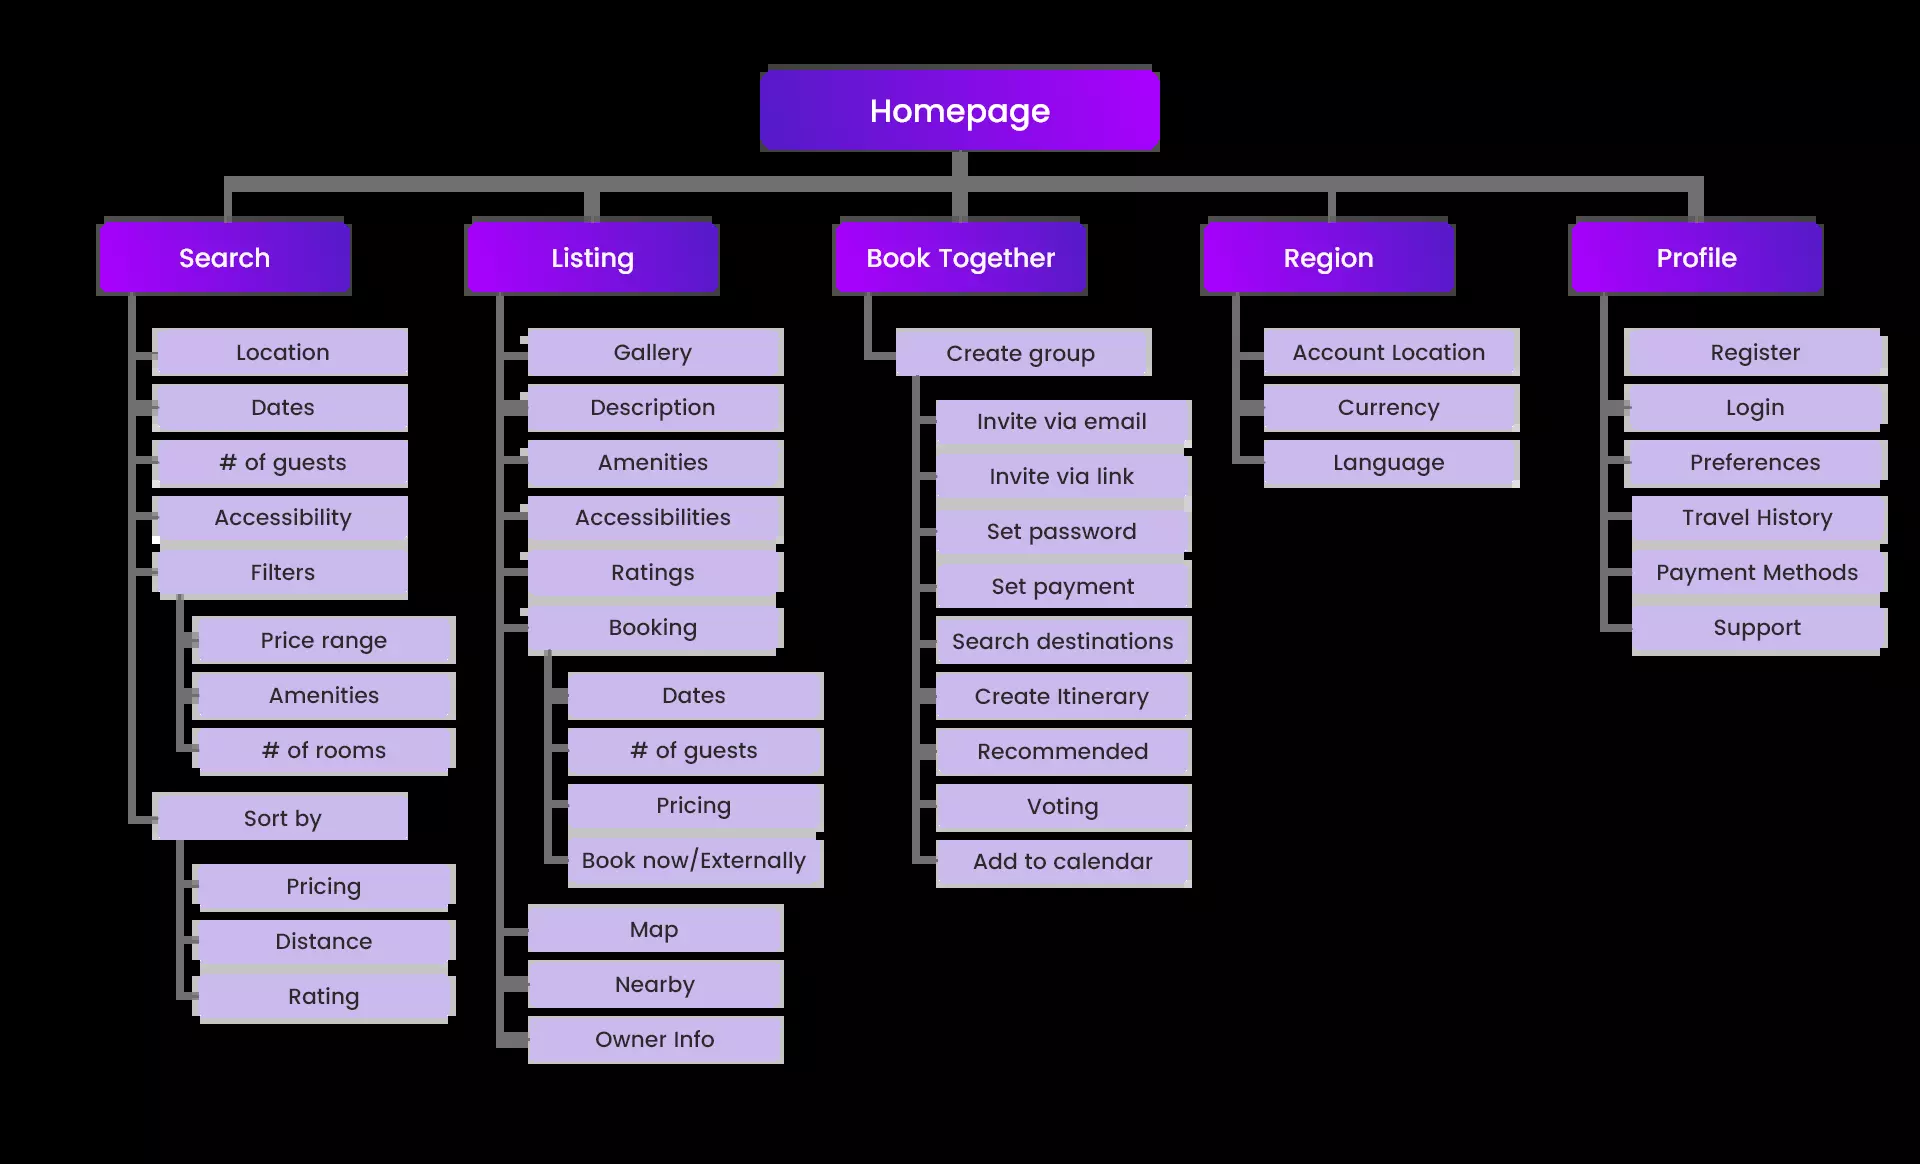 Homepage
Search
Location
Dates
# of guests
Accessibility
Filters
Price range
Amenities
# of rooms
Sort by
Pricing
Distance
Rating
Listing
Gallery
Description
Amenities
Accessibilities
Ratings
Booking
Dates
# of guests
Pricing
Book now/Externally
Map
Nearby
Owner Info
Book Together
Create group
Invite via email
Invite via link
Set password
Set payment
Search destinations
Create Itinerary
Recommended
Voting
Add to calendar
Region
Account Location
Currency
Language
Profile
Register
Login
Preferences
Travel History
Payment Methods
Support